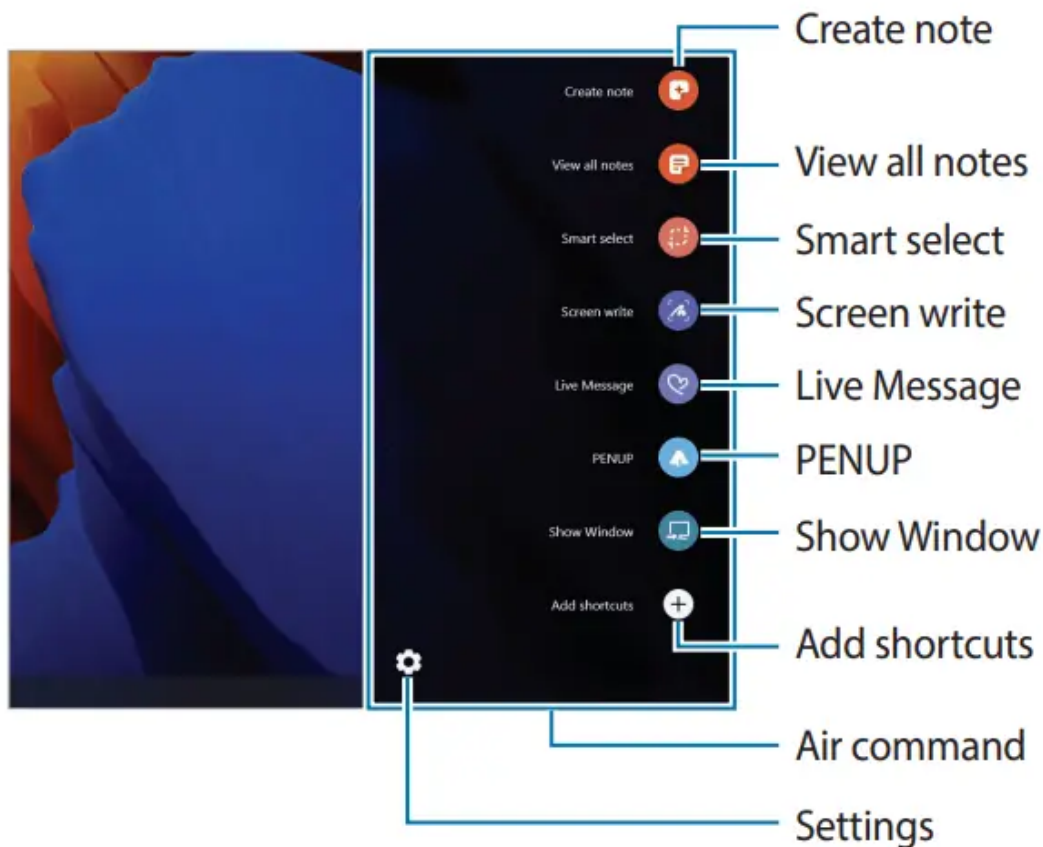 Create note
Create note
View all notes
View all notes
Smart select
Smart select
Screen write
Screen write
Live Message
Live Message
PENUP
PENUP
Show Window
Show Window
Add shortcuts
Add shortcuts
Air command
Settings